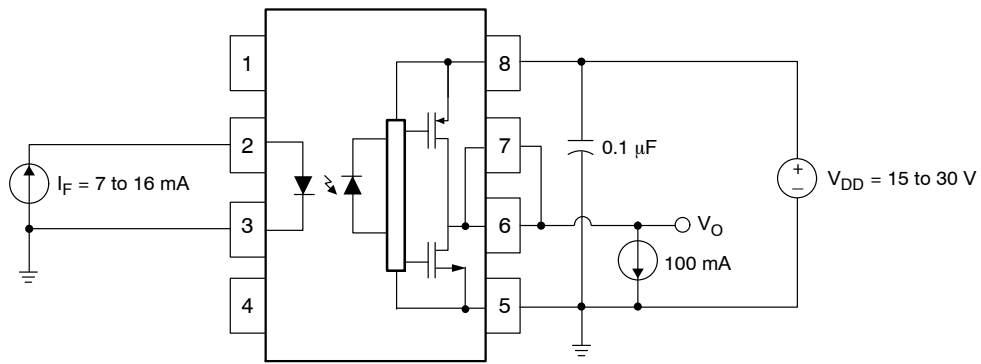 1
8
2
7
0.1 μF
+
–
V_DD = 15 to 30 V
I_F = 7 to 16 mA
3
6
V_O
100 mA
4
5